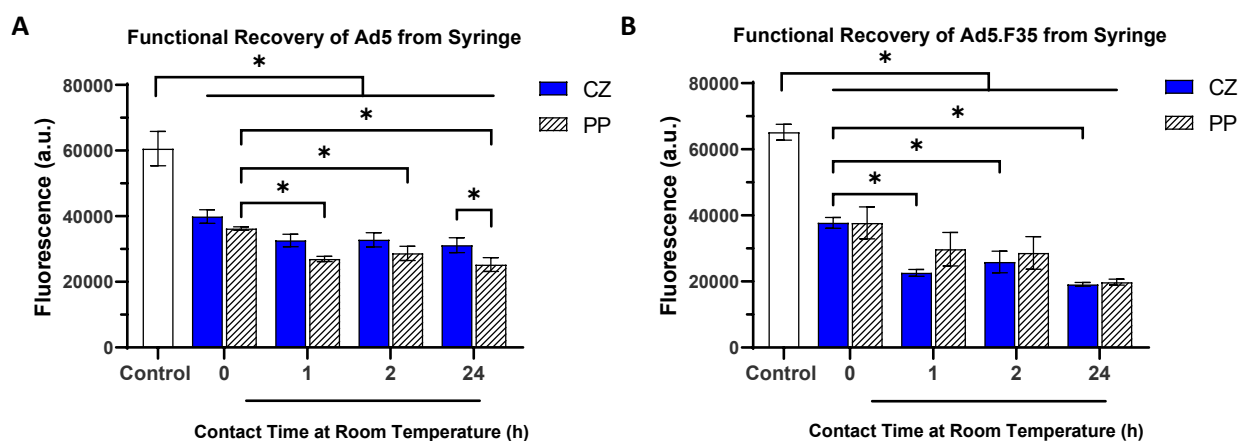 A
Functional Recovery of Ad5 from Syringe
*
80000
60000
40000
20000
0
Fluorescence (a.u.)
CZ
PP
*
*
*
*
Control
0
1
2
24
Contact Time at Room Temperature (h)
B
Functional Recovery of Ad5.F35 from Syringe
*
80000
60000
40000
20000
0
Fluorescence (a.u.)
CZ
PP
*
*
*
Control
0
1
2
24
Contact Time at Room Temperature (h)